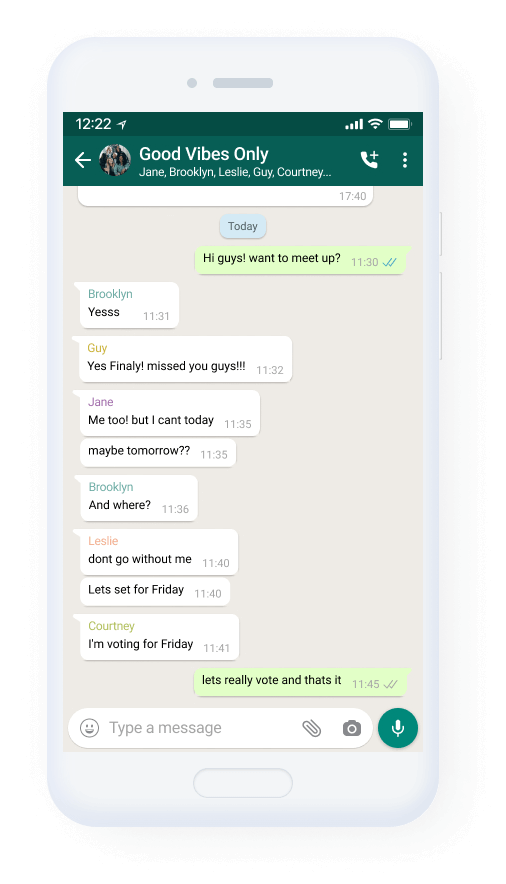 12:22
Good Vibes Only
Jane, Brooklyn, Leslie, Guy, Courtney...
17:40
Today
Hi guys! want to meet up? 11:30
Brooklyn
Yesss 11:31
Guy
Yes Finaly! missed you guys!!! 11:32
Jane
Me too! but I cant today 11:35
maybe tomorrow?? 11:35
Brooklyn
And where? 11:36
Leslie
dont go without me 11:40
Lets set for Friday 11:40
Courtney
I'm voting for Friday 11:41
lets really vote and thats it 11:45
Type a message